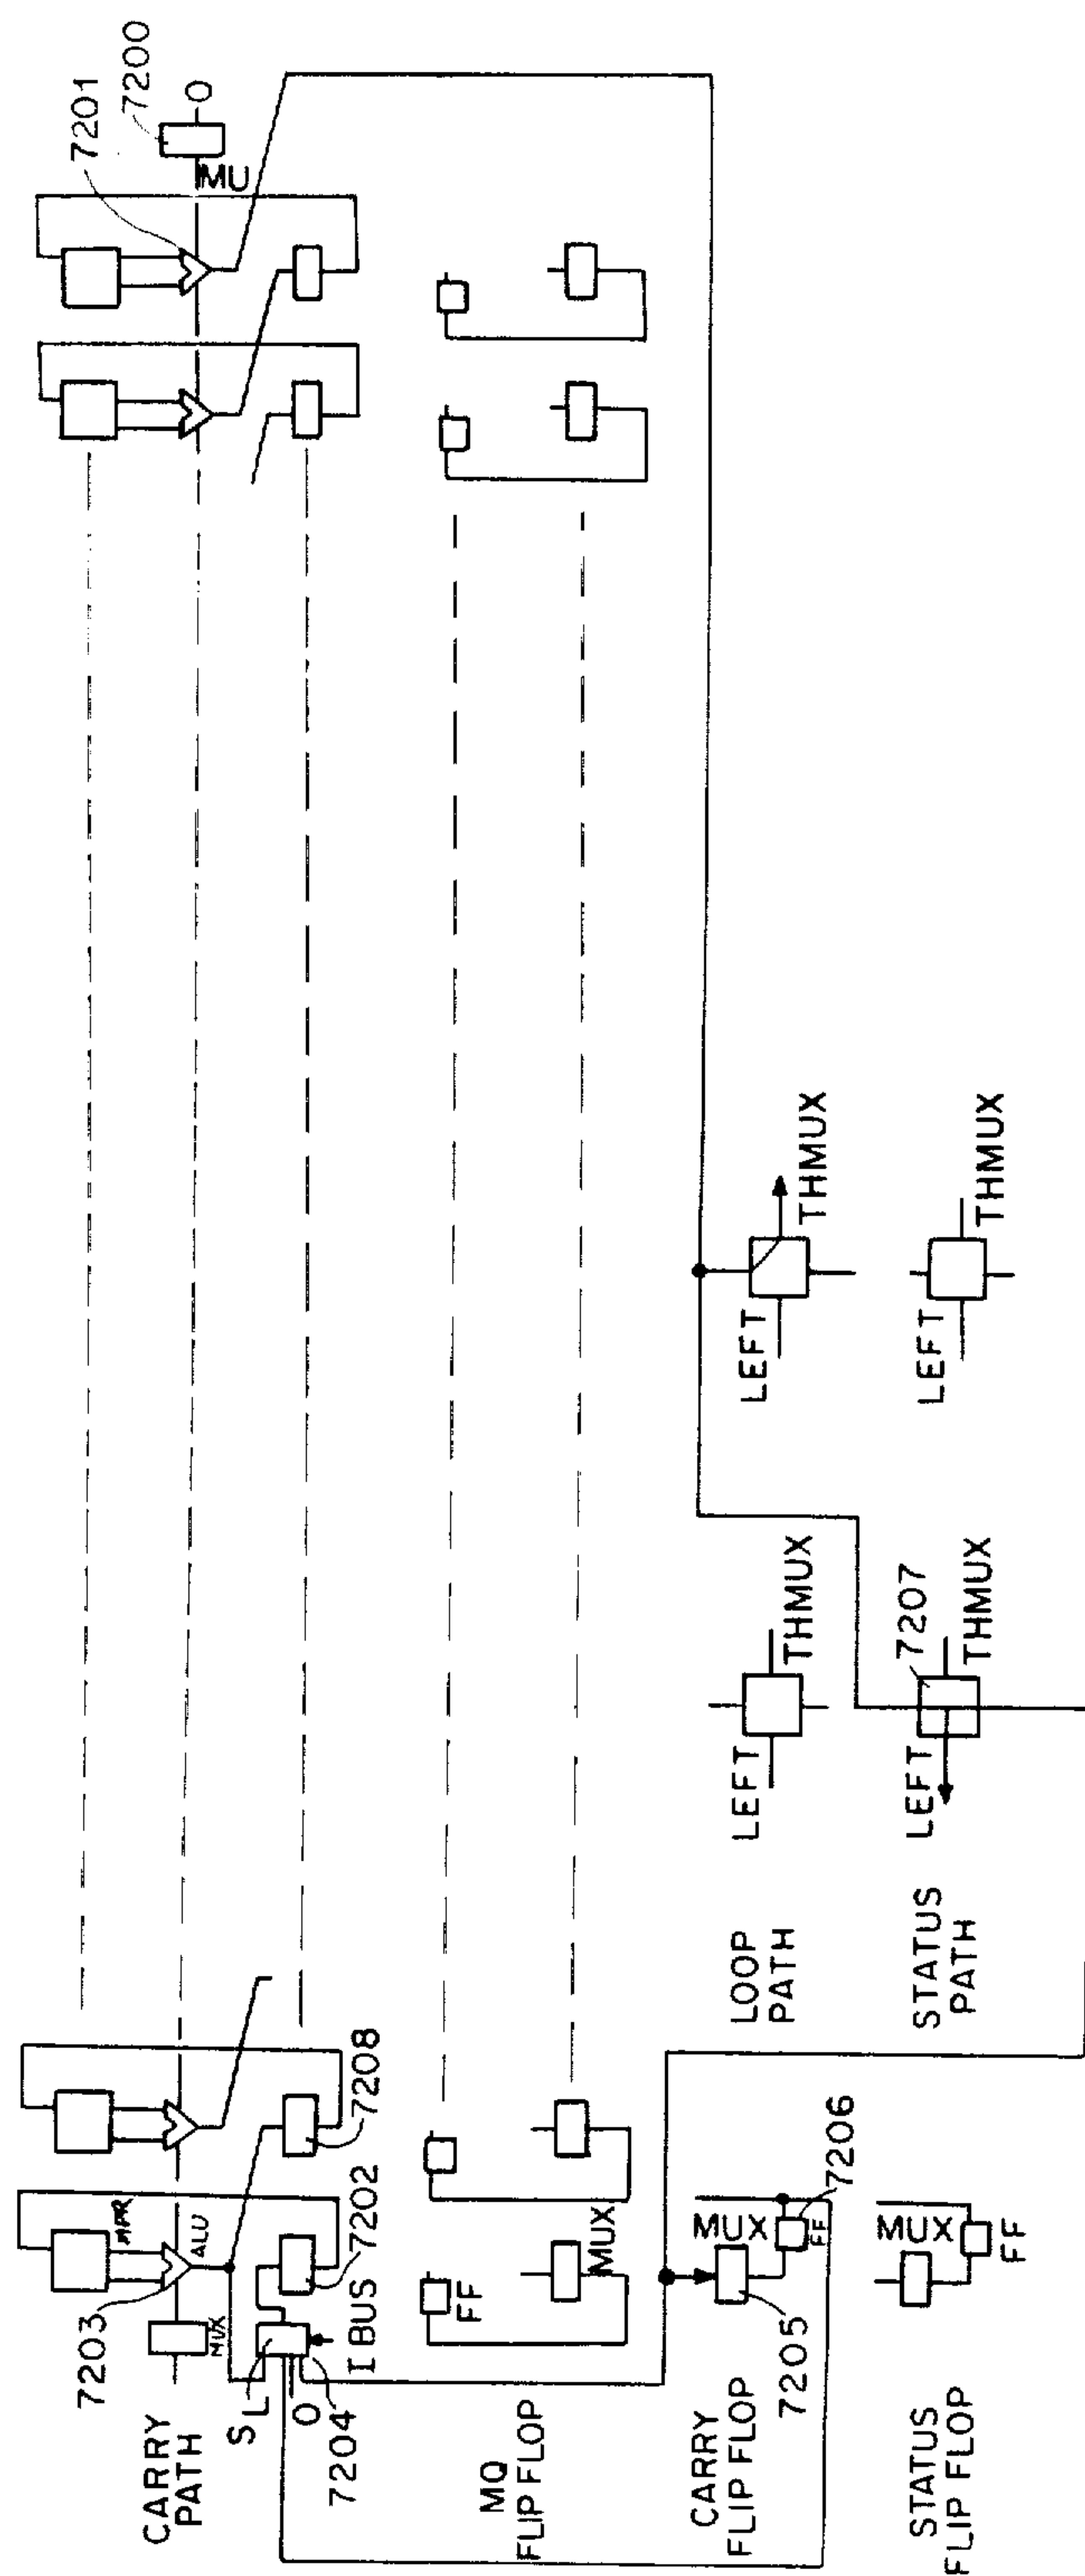 7201
7200
O
MU
CARRY
PATH
7203
MUX
MPR
ALU
S
L
O
7204
I BUS
7202
7208
MQ
FLIP FLOP
FF
MUX
CARRY
FLIP FLOP
MUX
FF
7205
7206
STATUS
FLIP FLOP
MUX
FF
LOOP
PATH
LEFT
THMUX
LEFT
THMUX
STATUS
PATH
LEFT
THMUX
7207
LEFT
THMUX